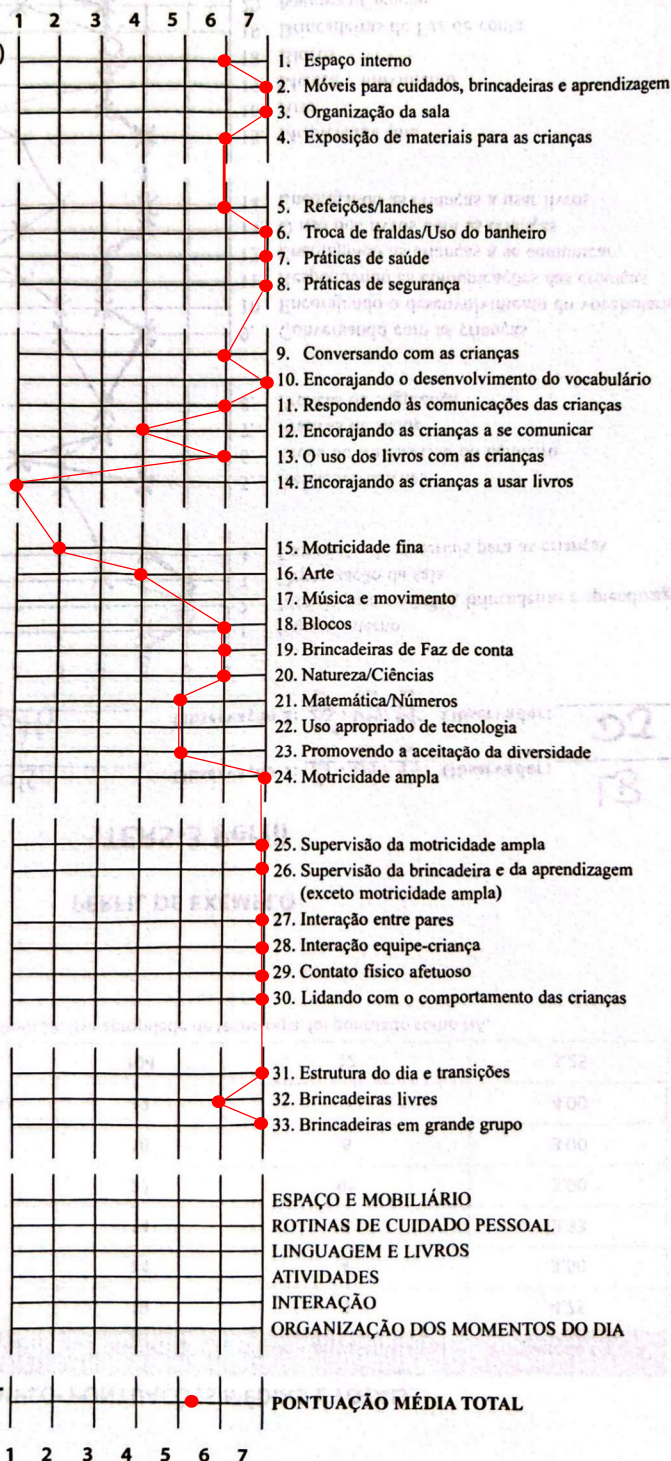 1 2 3 4 5 6 7
)
1. Espaço interno
2. Móveis para cuidados, brincadeiras e aprendizagem
3. Organização da sala
4. Exposição de materiais para as crianças
5. Refeições/lanches
6. Troca de fraldas/Uso do banheiro
7. Práticas de saúde
8. Práticas de segurança
9. Conversando com as crianças
10. Encorajando o desenvolvimento do vocabulário
11. Respondendo às comunicações das crianças
12. Encorajando as crianças a se comunicar
13. O uso dos livros com as crianças
14. Encorajando as crianças a usar livros
15. Motricidade fina
16. Arte
17. Música e movimento
18. Blocos
19. Brincadeiras de Faz de conta
20. Natureza/Ciências
21. Matemática/Números
22. Uso apropriado de tecnologia
23. Promovendo a aceitação da diversidade
24. Motricidade ampla
25. Supervisão da motricidade ampla
26. Supervisão da brincadeira e da aprendizagem
(exceto motricidade ampla)
27. Interação entre pares
28. Interação equipe-criança
29. Contato físico afetuoso
30. Lidando com o comportamento das crianças
31. Estrutura do dia e transições
32. Brincadeiras livres
33. Brincadeiras em grande grupo
ESPAÇO E MOBILIÁRIO
ROTINAS DE CUIDADO PESSOAL
LINGUAGEM E LIVROS
ATIVIDADES
INTERAÇÃO
ORGANIZAÇÃO DOS MOMENTOS DO DIA
PONTUAÇÃO MÉDIA TOTAL
1 2 3 4 5 6 7